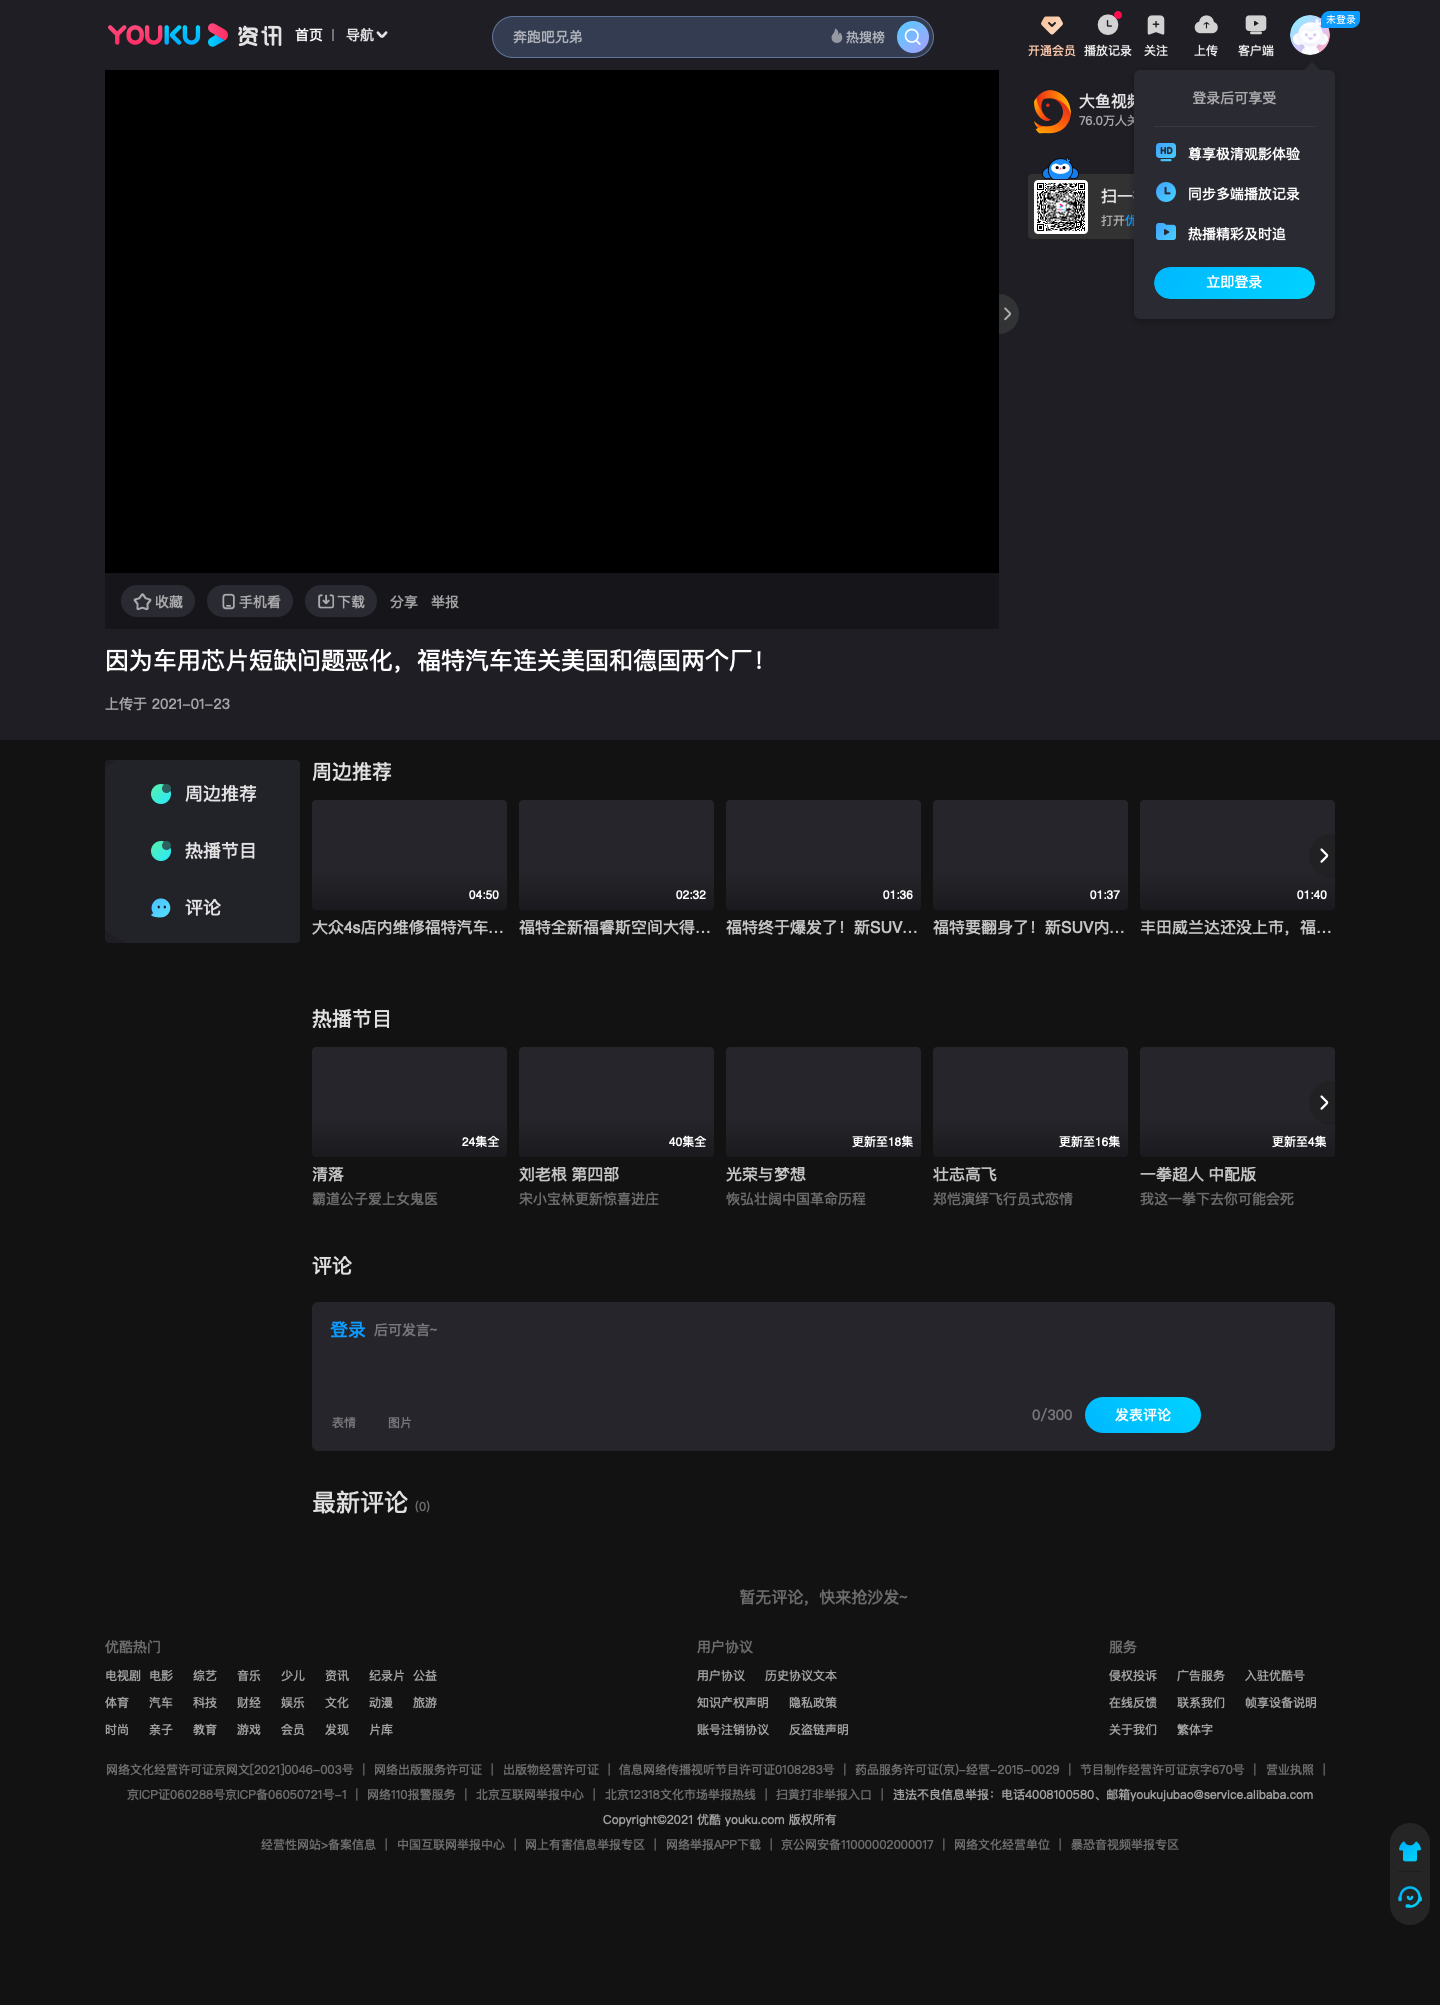 YOUKU 资讯 首页 | 导航
奔跑吧兄弟 热搜榜
开通会员 播放记录 关注 上传 客户端 未登录
大鱼视频
76.0万人关
登录后可享受
HD 尊享极清观影体验
同步多端播放记录
热播精彩及时追
立即登录
扫一
打开优
收藏 手机看 下载 分享 举报
因为车用芯片短缺问题恶化，福特汽车连关美国和德国两个厂！
上传于 2021-01-23
周边推荐
热播节目
评论
周边推荐
04:50 02:32 01:36 01:37 01:40
大众4s店内维修福特汽车... 福特全新福睿斯空间大得... 福特终于爆发了！新SUV... 福特要翻身了！新SUV内... 丰田威兰达还没上市，福...
热播节目
24集全 40集全 更新至18集 更新至16集 更新至4集
清落 刘老根 第四部 光荣与梦想 壮志高飞 一拳超人 中配版
霸道公子爱上女鬼医 宋小宝林更新惊喜进庄 恢弘壮阔中国革命历程 郑恺演绎飞行员式恋情 我这一拳下去你可能会死
评论
登录 后可发言~
表情 图片 0/300 发表评论
最新评论 (0)
暂无评论，快来抢沙发~
优酷热门 用户协议 服务
电视剧 电影 综艺 音乐 少儿 资讯 纪录片 公益 用户协议 历史协议文本 侵权投诉 广告服务 入驻优酷号
体育 汽车 科技 财经 娱乐 文化 动漫 旅游 知识产权声明 隐私政策 在线反馈 联系我们 帧享设备说明
时尚 亲子 教育 游戏 会员 发现 片库 账号注销协议 反盗链声明 关于我们 繁体字
网络文化经营许可证京网文[2021]0046-003号 | 网络出版服务许可证 | 出版物经营许可证 | 信息网络传播视听节目许可证0108283号 | 药品服务许可证(京)-经营-2015-0029 | 节目制作经营许可证京字670号 | 营业执照 |
京ICP证060288号京ICP备06050721号-1 | 网络110报警服务 | 北京互联网举报中心 | 北京12318文化市场举报热线 | 扫黄打非举报入口 | 违法不良信息举报：电话4008100580、邮箱youkujubao@service.alibaba.com
Copyright©2021 优酷 youku.com 版权所有
经营性网站>备案信息 | 中国互联网举报中心 | 网上有害信息举报专区 | 网络举报APP下载 | 京公网安备11000002000017 | 网络文化经营单位 | 暴恐音视频举报专区